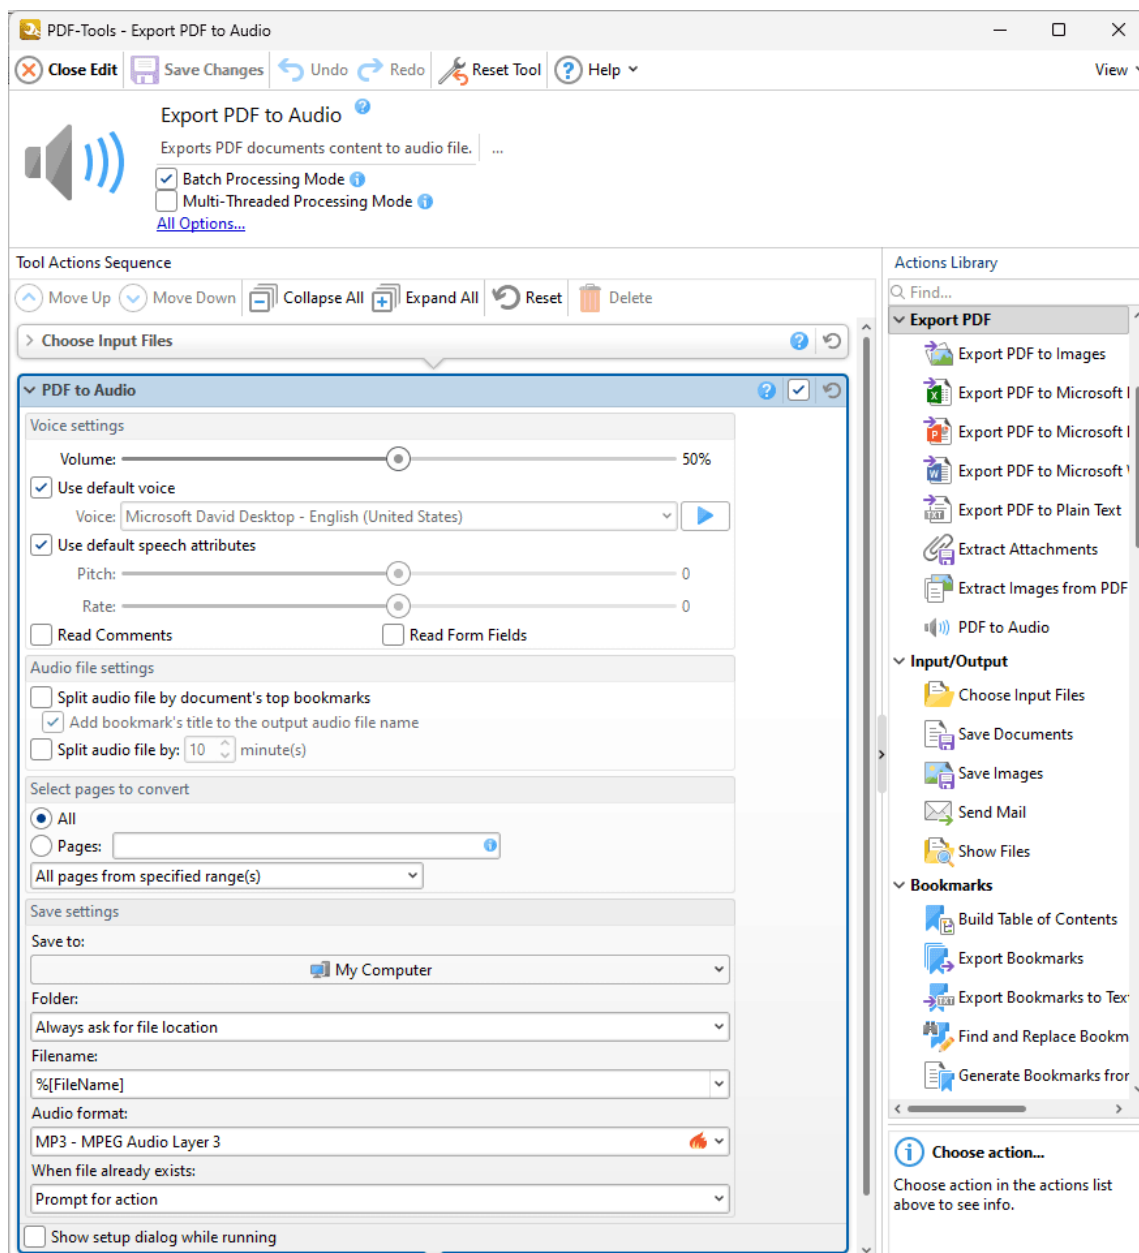 PDF-Tools - Export PDF to Audio
Close Edit Save Changes Undo Redo Reset Tool ? Help View
Export PDF to Audio ?
Exports PDF documents content to audio file. ...
Batch Processing Mode i
Multi-Threaded Processing Mode i
All Options...
Tool Actions Sequence
Move Up Move Down Collapse All Expand All Reset Delete
Choose Input Files ?
PDF to Audio ?
Voice settings
Volume: 50%
Use default voice
Voice: Microsoft David Desktop - English (United States)
Use default speech attributes
Pitch: 0
Rate: 0
Read Comments Read Form Fields
Audio file settings
Split audio file by document's top bookmarks
Add bookmark's title to the output audio file name
Split audio file by: 10 minute(s)
Select pages to convert
All
Pages: i
All pages from specified range(s)
Save settings
Save to:
My Computer
Folder:
Always ask for file location
Filename:
%[FileName]
Audio format:
MP3 - MPEG Audio Layer 3
When file already exists:
Prompt for action
Show setup dialog while running
Actions Library
Find...
Export PDF
Export PDF to Images
X Export PDF to Microsoft
P Export PDF to Microsoft
W Export PDF to Microsoft
TXT Export PDF to Plain Text
Extract Attachments
Extract Images from PDF
PDF to Audio
Input/Output
Choose Input Files
Save Documents
Save Images
Send Mail
Show Files
Bookmarks
Build Table of Contents
Export Bookmarks
TXT Export Bookmarks to
Find and Replace
Generate Bookmarks
i Choose action...
Choose action in the actions list
above to see info.